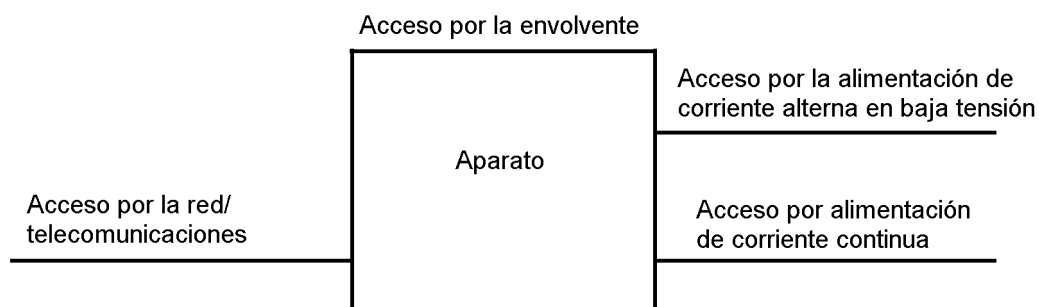 Acceso por la envolvente
Acceso por la alimentación de
corriente alterna en baja tensión
Aparato
Acceso por la red/
telecomunicaciones
Acceso por alimentación
de corriente continua